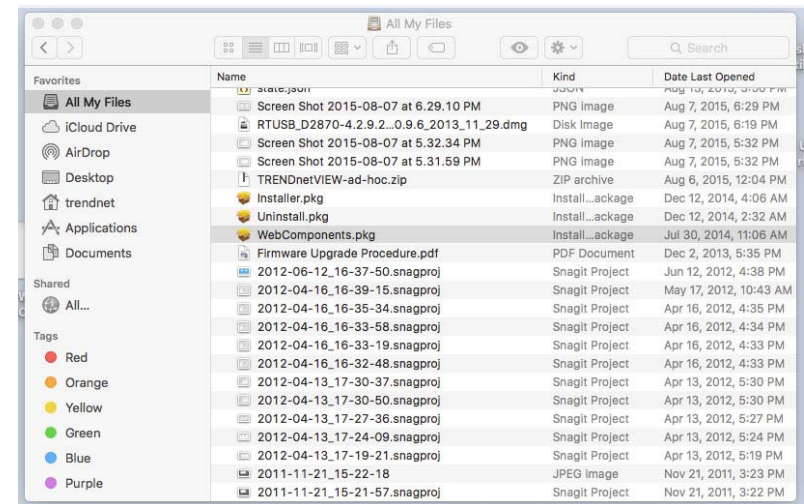 All My Files
Search
Favorites
All My Files
iCloud Drive
AirDrop
Desktop
trendnet
Applications
Documents
Shared
All...
Tags
Red
Orange
Yellow
Green
Blue
Purple
Name Kind Date Last Opened
state.json JSON Aug 13, 2015, 3:50 PM
Screen Shot 2015-08-07 at 6.29.10 PM PNG image Aug 7, 2015, 6:29 PM
RTUSB_D2870-4.2.9.2...0.9.6_2013_11_29.dmg Disk Image Aug 7, 2015, 6:19 PM
Screen Shot 2015-08-07 at 5.32.34 PM PNG image Aug 7, 2015, 5:32 PM
Screen Shot 2015-08-07 at 5.31.59 PM PNG image Aug 7, 2015, 5:32 PM
TRENDnetVIEW-ad-hoc.zip ZIP archive Aug 6, 2015, 12:04 PM
Installer.pkg Install...ackage Dec 12, 2014, 4:06 AM
Uninstall.pkg Install...ackage Dec 12, 2014, 2:32 AM
WebComponents.pkg Install...ackage Jul 30, 2014, 11:06 AM
Firmware Upgrade Procedure.pdf PDF Document Dec 2, 2013, 5:35 PM
2012-06-12_16-37-50.snagproj Snagit Project Jun 12, 2012, 4:38 PM
2012-04-16_16-39-15.snagproj Snagit Project May 17, 2012, 10:43 AM
2012-04-16_16-35-34.snagproj Snagit Project Apr 16, 2012, 4:35 PM
2012-04-16_16-33-58.snagproj Snagit Project Apr 16, 2012, 4:34 PM
2012-04-16_16-33-19.snagproj Snagit Project Apr 16, 2012, 4:33 PM
2012-04-16_16-32-48.snagproj Snagit Project Apr 16, 2012, 4:33 PM
2012-04-13_17-30-37.snagproj Snagit Project Apr 13, 2012, 5:30 PM
2012-04-13_17-30-50.snagproj Snagit Project Apr 13, 2012, 5:30 PM
2012-04-13_17-27-36.snagproj Snagit Project Apr 13, 2012, 5:27 PM
2012-04-13_17-24-09.snagproj Snagit Project Apr 13, 2012, 5:24 PM
2012-04-13_17-19-21.snagproj Snagit Project Apr 13, 2012, 5:19 PM
2011-11-21_15-22-18 JPEG image Nov 21, 2011, 3:23 PM
2011-11-21_15-21-57.snagproj Snagit Project Nov 21, 2011, 3:22 PM